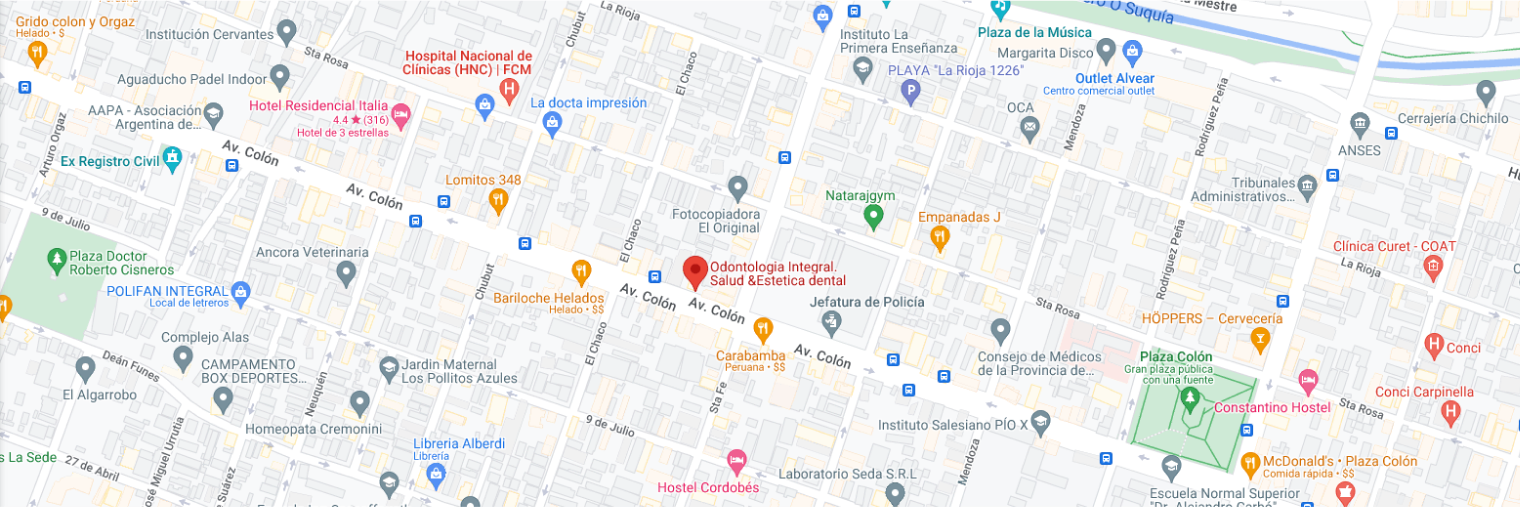 La Rioja
Mestre
Río Suquía
Grido colon y Orgaz
Helado • $
Institución Cervantes
Chubut
Hospital Nacional de
Clínicas (HNC) | FCM
Instituto La
Primera Enseñanza
Plaza de la Música
Margarita Disco
Sta Rosa
El Chaco
PLAYA "La Rioja 1226"
Outlet Alvear
Centro comercial outlet
Aguaducho Padel Indoor
Hotel Residencial Italia
4.4 ★ (316)
Hotel de 3 estrellas
La docta impresión
OCA
Mendoza
Rodríguez Peña
Cerrajería Chichilo
AAPA - Asociación
Argentina de...
Arturo Orgaz
Ex Registro Civil
Av. Colón
ANSES
Av. Colón
Lomitos 348
Natarajgym
Tribunales
Administrativos...
9 de Julio
Fotocopiadora
El Original
Empanadas J
El Chaco
Rodríguez Peña
Clínica Curet - COAT
La Rioja
Plaza Doctor
Roberto Cisneros
Ancora Veterinaria
Chubut
Odontologia Integral.
Salud &Estetica dental
POLIFAN INTEGRAL
Local de letreros
Bariloche Helados
Helado • $$
Av. Colón
Av. Colón
Jefatura de Policía
Sta Rosa
HÖPPERS – Cervecería
Complejo Alas
El Chaco
Carabamba
Peruana • $$
Av. Colón
Consejo de Médicos
de la Provincia de...
Plaza Colón
Gran plaza pública
con una fuente
Conci
Deán Funes
CAMPAMENTO
BOX DEPORTES...
Jardin Maternal
Los Pollitos Azules
El Algarrobo
Neuquén
Sta Fe
Constantino Hostel
Conci Carpinella
Sta Rosa
Homeopata Cremonini
9 de Julio
Instituto Salesiano PÍO X
José Miguel Urrutia
Libreria Alberdi
Librería
Mendoza
s La Sede
27 de Abril
Suárez
Hostel Cordobés
Laboratorio Seda S.R.L
McDonald's • Plaza Colón
Comida rápida • $$
Escuela Normal Superior
"Dr. Alejandro Carbó"